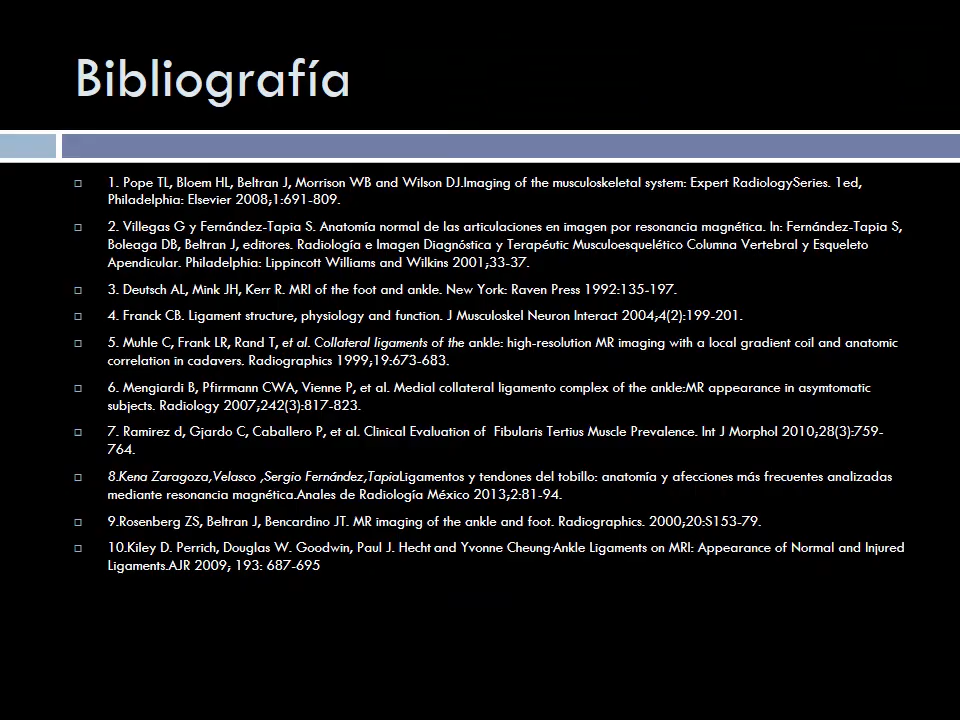 Bibliografía
1. Pope TL, Bloem HL, Beltran J, Morrison WB and Wilson DJ.Imaging of the musculoskeletal system: Expert RadiologySeries. 1ed,
Philadelphia: Elsevier 2008;1:691-809.
2. Villegas G y Fernández-Tapia S. Anatomía normal de las articulaciones en imagen por resonancia magnética. In: Fernández-Tapia S,
Boleaga DB, Beltran J, editores. Radiología e Imagen Diagnóstica y Terapéutic Musculoesquelético Columna Vertebral y Esqueleto
Apendicular. Philadelphia: Lippincott Williams and Wilkins 2001;33-37.
3. Deutsch AL, Mink JH, Kerr R. MRI of the foot and ankle. New York: Raven Press 1992:135-197.
4. Franck CB. Ligament structure, physiology and function. J Musculoskel Neuron Interact 2004;4(2):199-201.
5. Muhle C, Frank LR, Rand T, et al. Collateral ligaments of the ankle: high-resolution MR imaging with a local gradient coil and anatomic
correlation in cadavers. Radiographics 1999;19:673-683.
6. Mengiardi B, Pfirrmann CWA, Vienne P, et al. Medial collateral ligamento complex of the ankle:MR appearance in asymtomatic
subjects. Radiology 2007;242(3):817-823.
7. Ramirez d, Gjardo C, Caballero P, et al. Clinical Evaluation of Fibularis Tertius Muscle Prevalence. Int J Morphol 2010;28(3):759-
764.
8.Kena Zaragoza,Velasco ,Sergio Fernández,TapiaLigamentos y tendones del tobillo: anatomía y afecciones más frecuentes analizadas
mediante resonancia magnética.Anales de Radiología México 2013;2:81-94.
9.Rosenberg ZS, Beltran J, Bencardino JT. MR imaging of the ankle and foot. Radiographics. 2000;20:S153-79.
10.Kiley D. Perrich, Douglas W. Goodwin, Paul J. Hecht and Yvonne Cheung·Ankle Ligaments on MRI: Appearance of Normal and Injured
Ligaments.AJR 2009; 193: 687-695